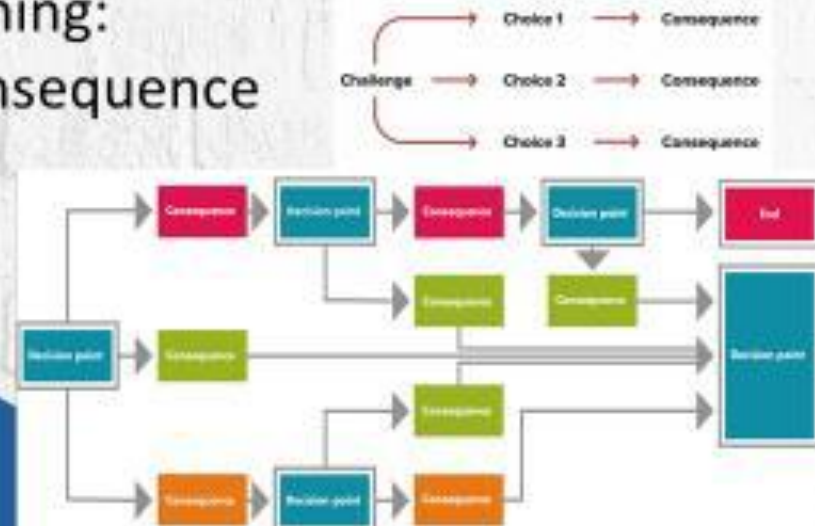 ning:
nsequence
Choice 1 Consequence
Challenge Choice 2 Consequence
Choice 3 Consequence
Consequence Decision point Consequence Decision point End
Consequence Consequence
Decision point Consequence Decision point
Consequence
Consequence Decision point Consequence